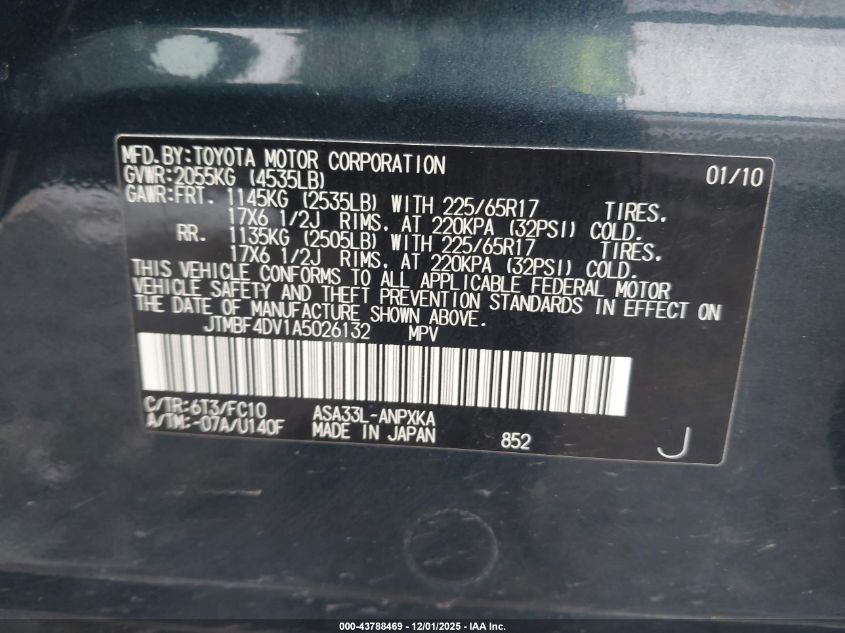 MFD.BY:TOYOTA MOTOR CORPORATION 01/10
GVWR:2055KG (4535LB)
GAWR:FRT. 1145KG (2535LB) WITH 225/65R17 TIRES.
17X6 1/2J RIMS. AT 220KPA (32PSI) COLD.
RR. 1135KG (2505LB) WITH 225/65R17 TIRES.
17X6 1/2J RIMS. AT 220KPA (32PSI) COLD.
THIS VEHICLE CONFORMS TO ALL APPLICABLE FEDERAL MOTOR
VEHICLE SAFETY AND THEFT PREVENTION STANDARDS IN EFFECT ON
THE DATE OF MANUFACTURE SHOWN ABOVE.
JTMBF4DV1A5026132 MPV
C/TR:6T3/FC10 ASA33L-ANPXKA
A/TM:-07A/U140F MADE IN JAPAN 852 J
000-43788469 - 12/01/2025 - IAA Inc.